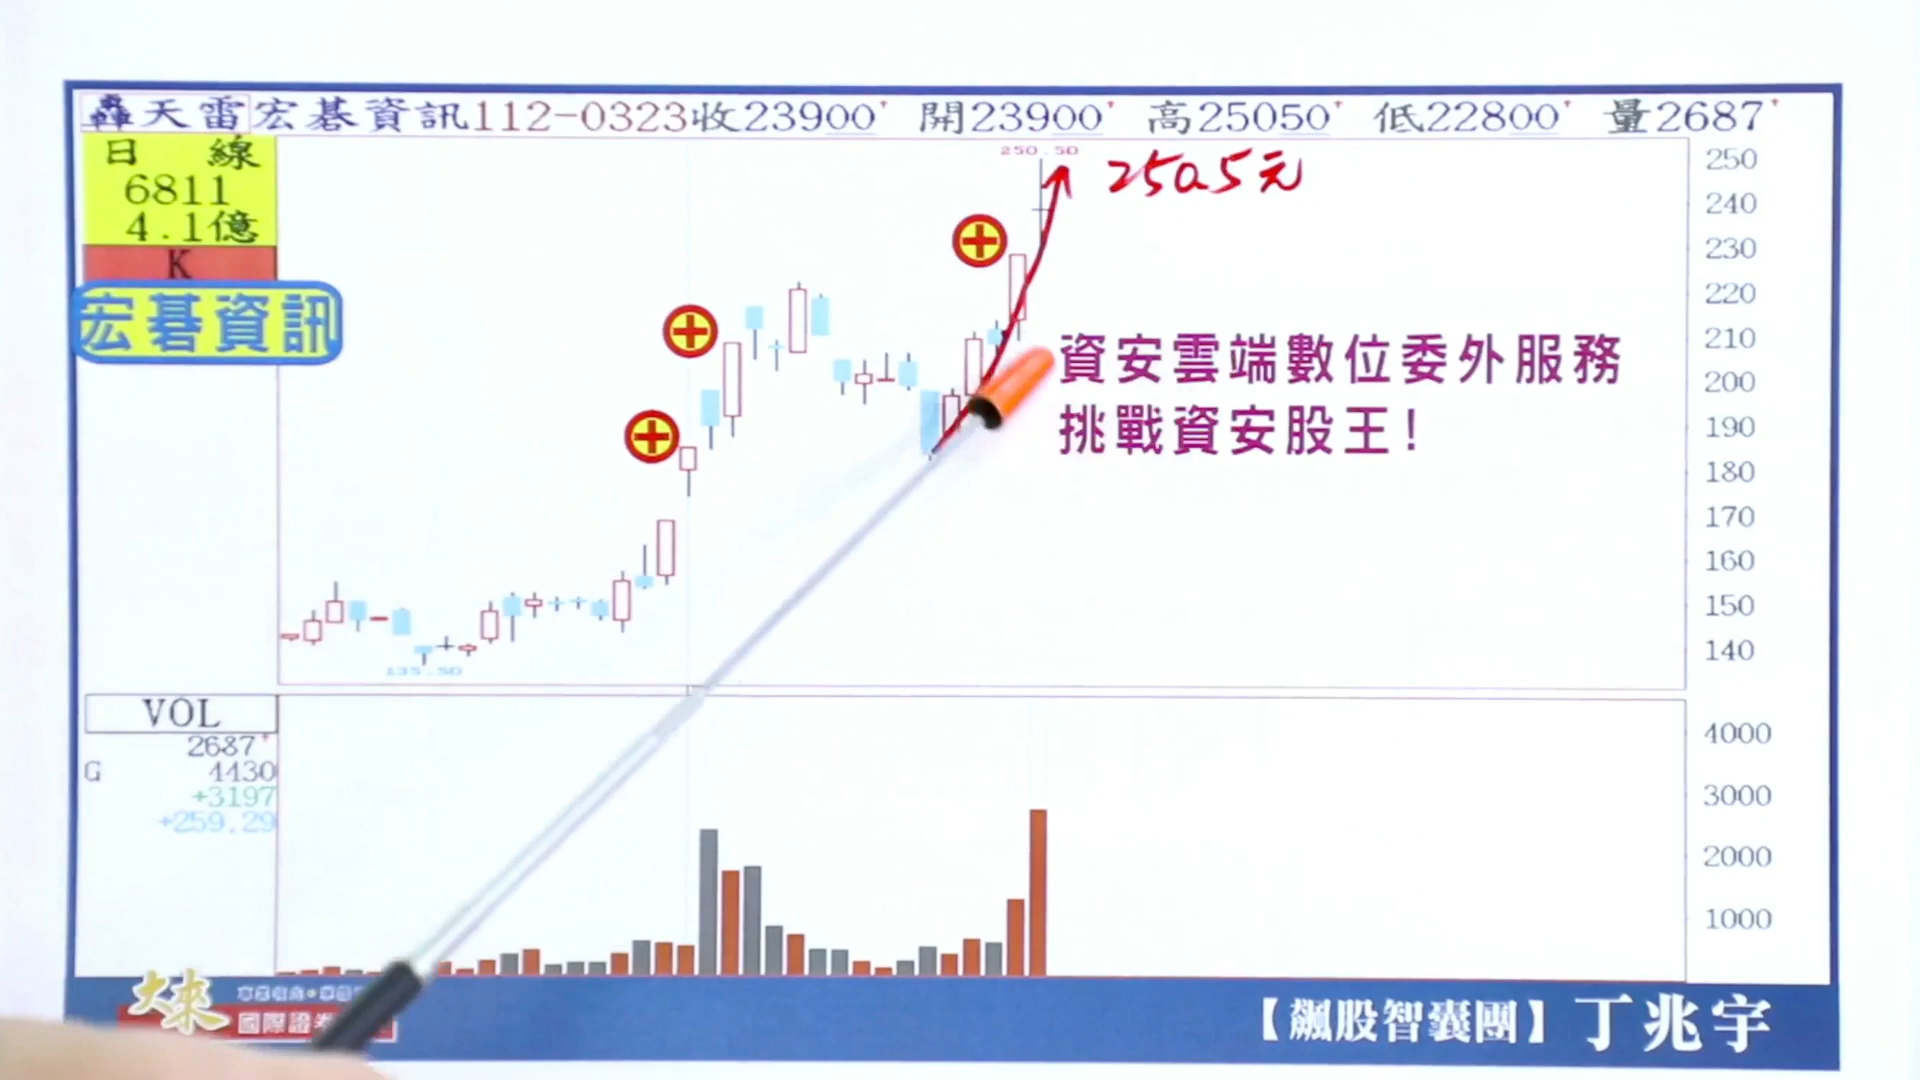 轟天雷宏碁資訊112-0323收23900 開23900 高25050 低22800 量2687
日 線
6811
4.1億
K
宏碁資訊
250.50
250.5元
資安雲端數位委外服務
挑戰資安股王!
135.50
250
240
230
220
210
200
190
180
170
160
150
140
VOL
2687
G 4430
+3197
+259.29
4000
3000
2000
1000
大來
國際證券
【飆股智囊團】丁兆宇